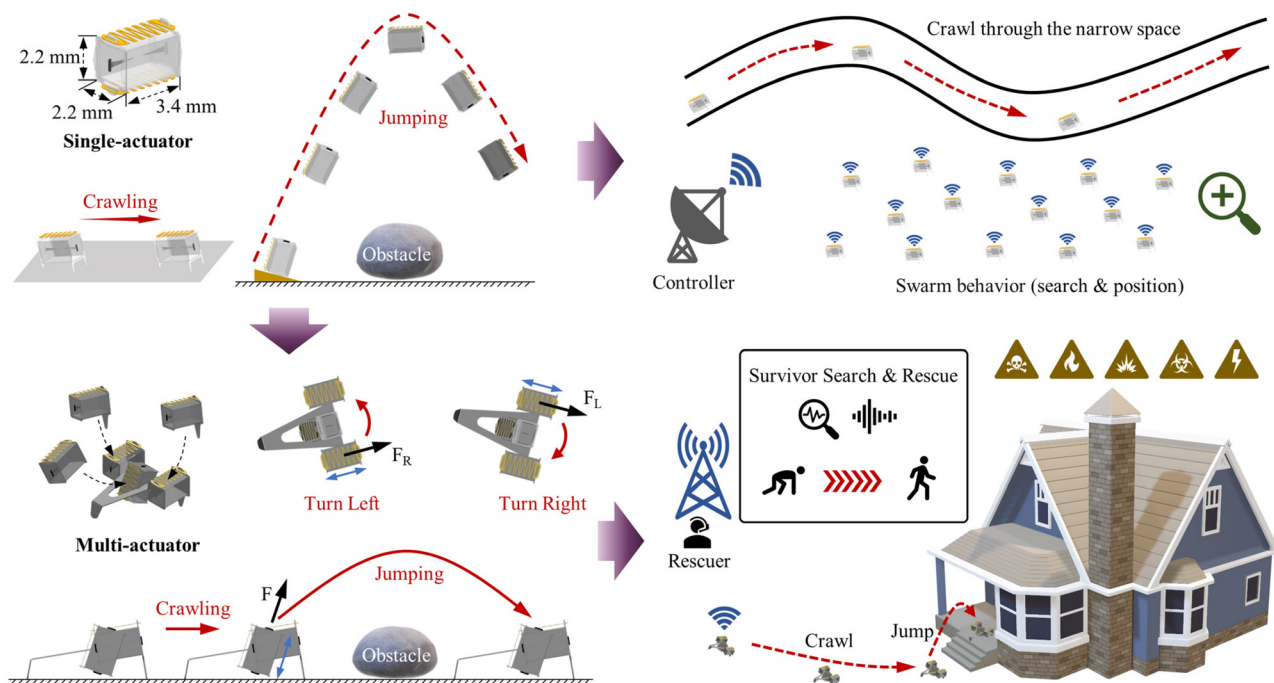 2.2 mm
2.2 mm
3.4 mm
Single-actuator
Crawling
Jumping
Obstacle
Crawl through the narrow space
Controller
Swarm behavior (search & position)
Multi-actuator
F_R
Turn Left
F_L
Turn Right
Crawling
F
Jumping
Obstacle
Survivor Search & Rescue
Rescuer
Crawl
Jump